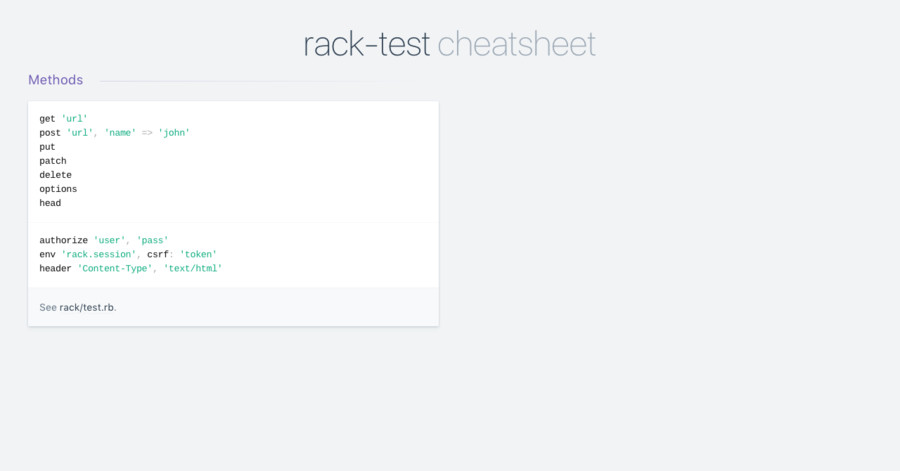 rack-test cheatsheet
Methods
get 'url'
post 'url', 'name' => 'john'
put
patch
delete
options
head
authorize 'user', 'pass'
env 'rack.session', csrf: 'token'
header 'Content-Type', 'text/html'
See rack/test.rb.